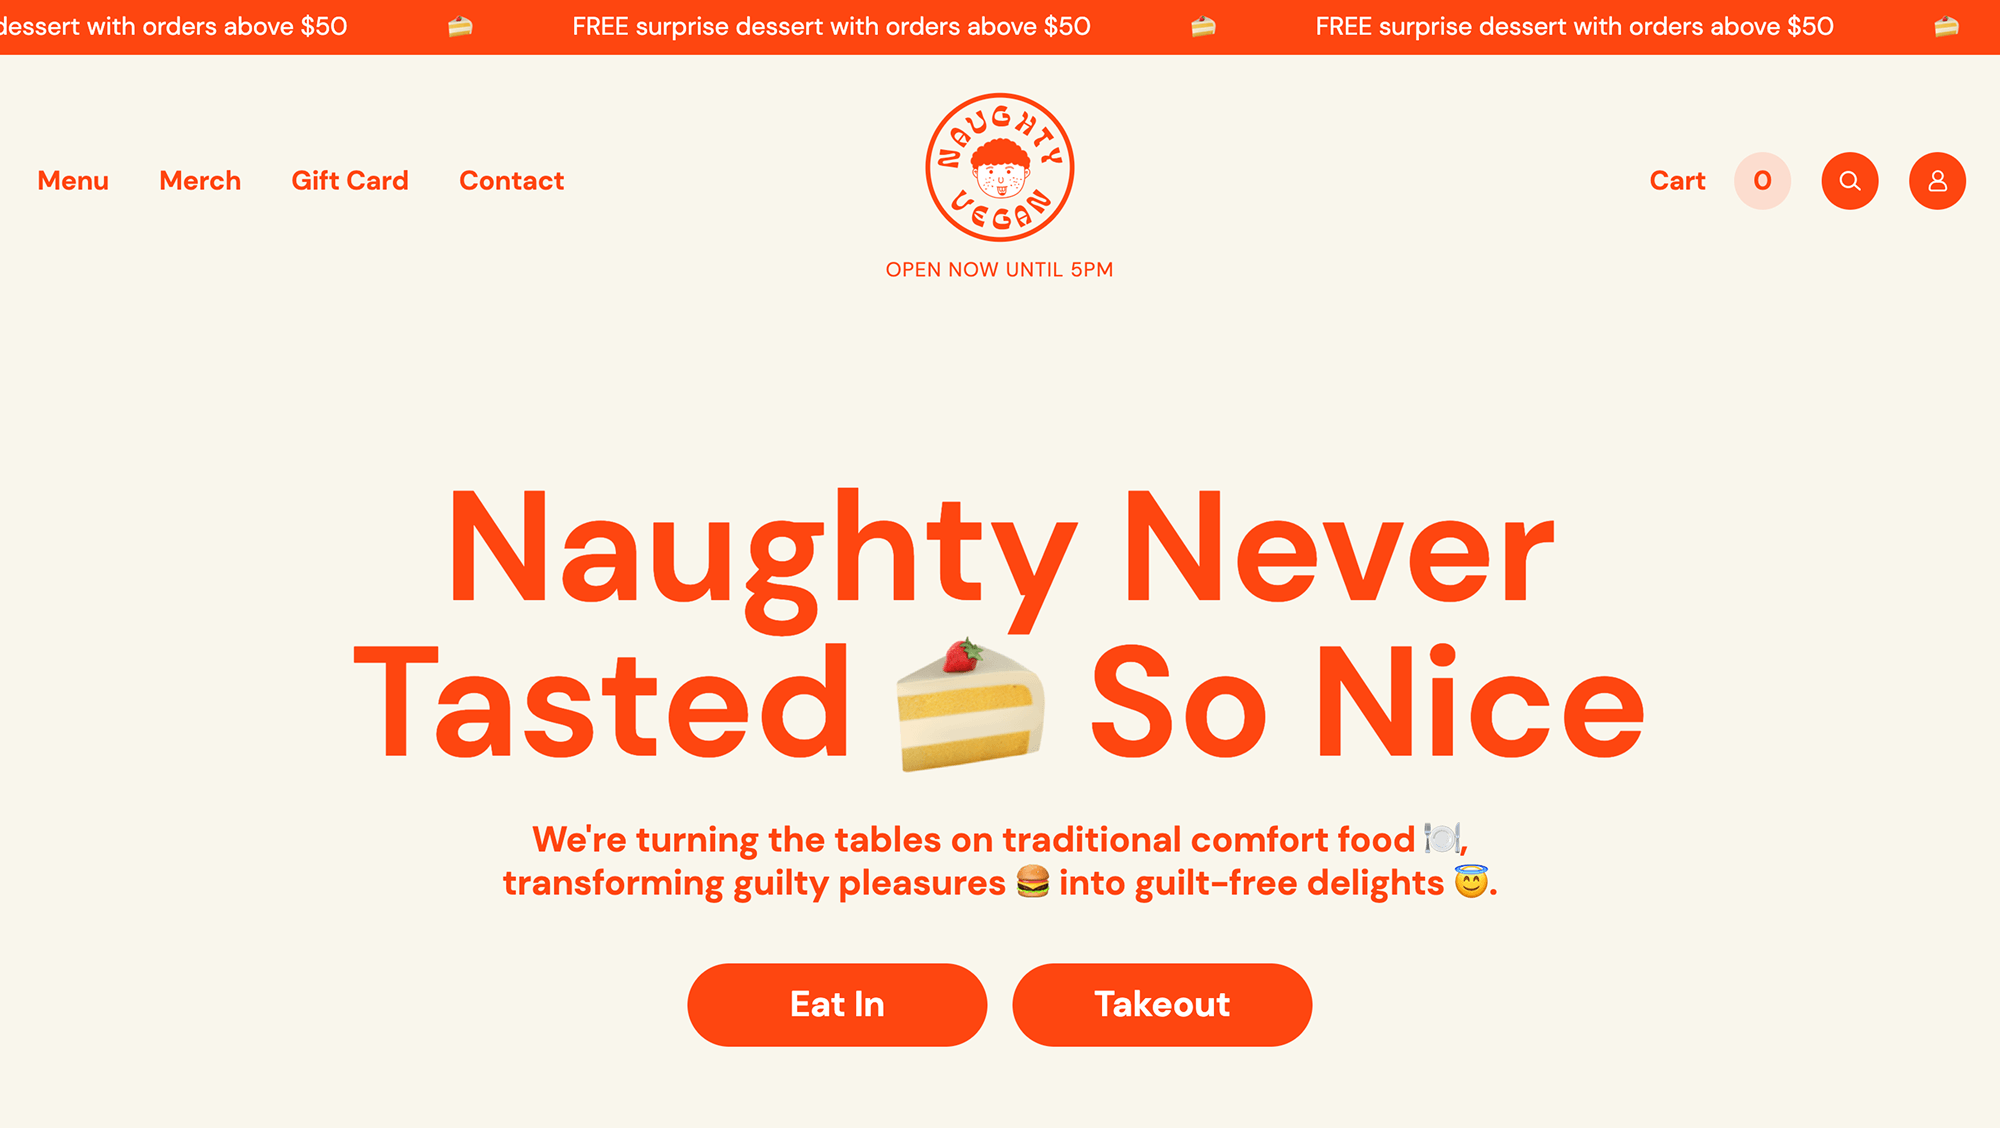 dessert with orders above $50 🍰 FREE surprise dessert with orders above $50 🍰 FREE surprise dessert with orders above $50 🍰
Menu Merch Gift Card Contact
NAUGHTY
VEGAN
OPEN NOW UNTIL 5PM
Cart 0
Naughty Never
Tasted 🍰 So Nice
We're turning the tables on traditional comfort food 🍽️,
transforming guilty pleasures 🍔 into guilt-free delights 😇.
Eat In
Takeout